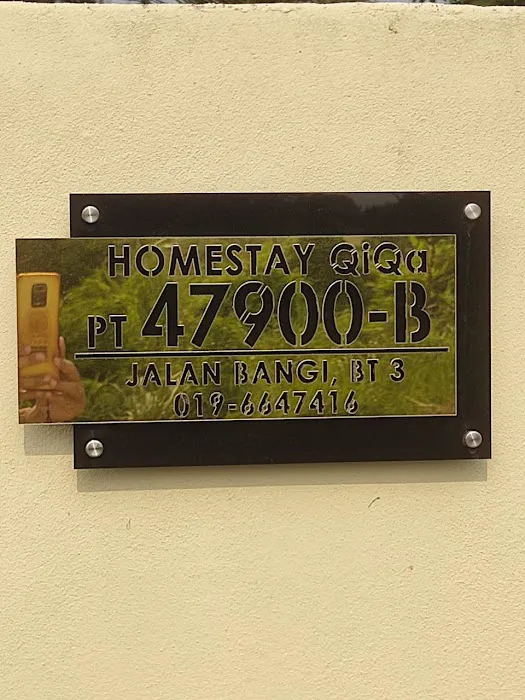 HOMESTAY QiQa
PT 47900-B
JALAN BANGI, BT 3
019-6647416